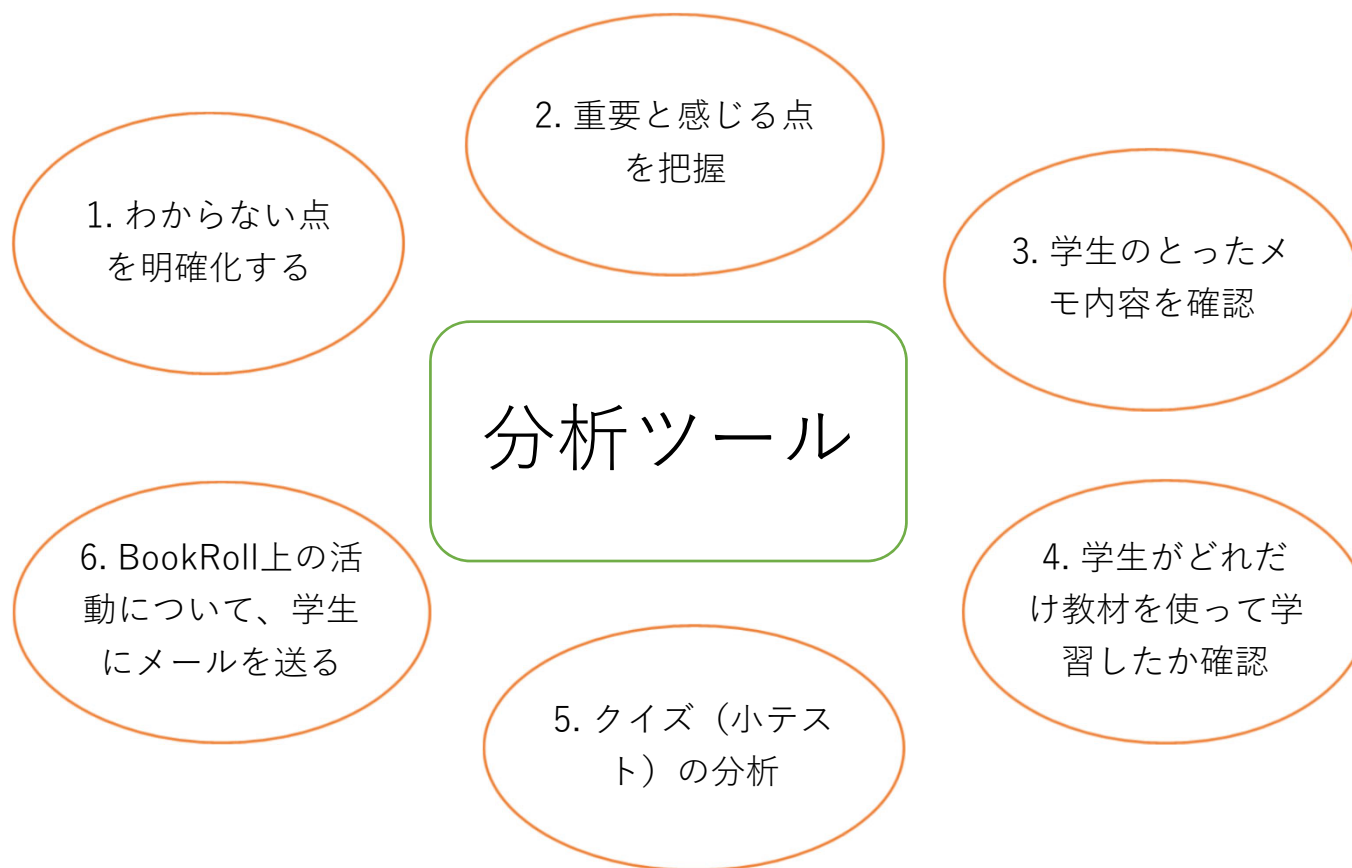 1. わからない点
を明確化する
2. 重要と感じる点
を把握
3. 学生のとったメ
モ内容を確認
分析ツール
4. 学生がどれだ
け教材を使って学
習したか確認
5. クイズ（小テス
ト）の分析
6. BookRoll上の活
動について、学生
にメールを送る